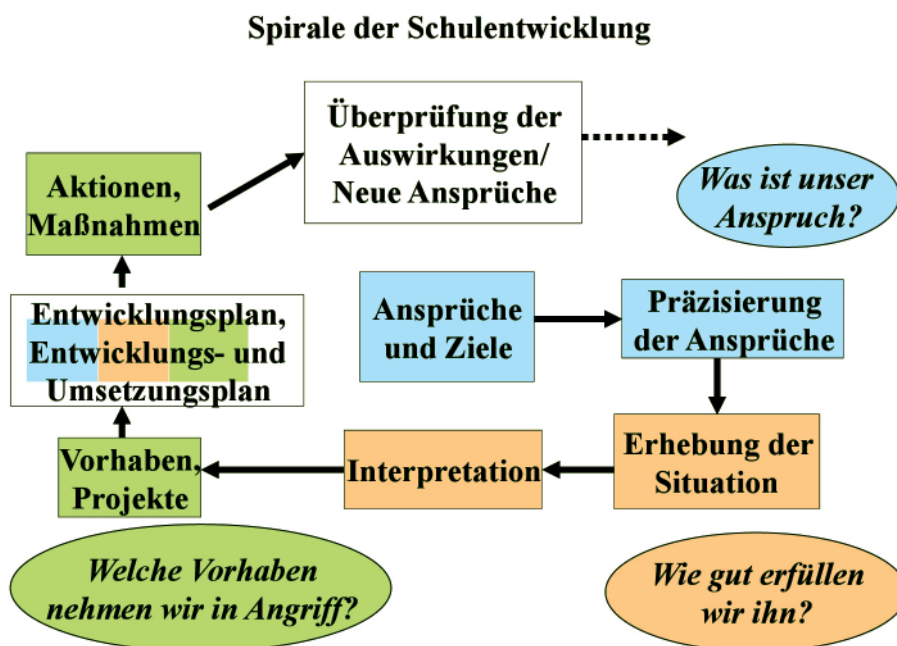 Spirale der Schulentwicklung
Überprüfung der
Auswirkungen/
Neue Ansprüche
Aktionen,
Maßnahmen
Was ist unser
Anspruch?
Entwicklungsplan,
Entwicklungs- und
Umsetzungsplan
Ansprüche
und Ziele
Präzisierung
der Ansprüche
Vorhaben,
Projekte
Interpretation
Erhebung der
Situation
Welche Vorhaben
nehmen wir in Angriff?
Wie gut erfüllen
wir ihn?